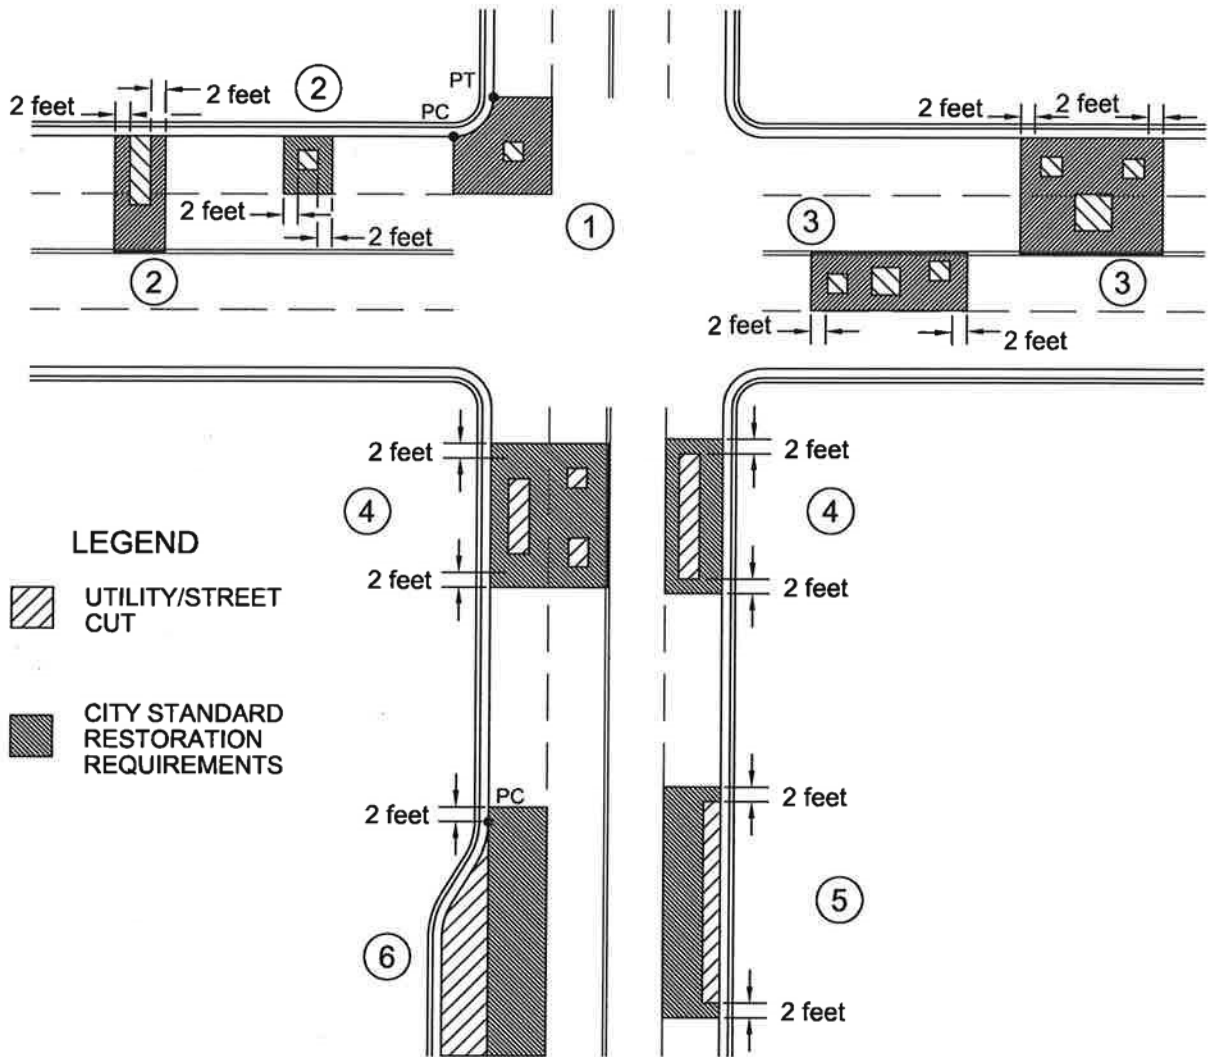 PT
2
2 feet
2 feet
PC
2 feet
2 feet
2 feet
2 feet
1
3
2
3
2 feet
2 feet
2 feet
2 feet
4
4
LEGEND
2 feet
2 feet
UTILITY/STREET
CUT
CITY STANDARD
RESTORATION
REQUIREMENTS
PC
2 feet
2 feet
5
6
2 feet